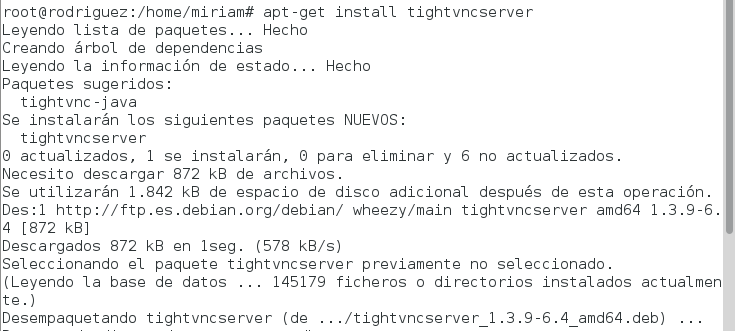 root@rodriguez:/home/miriam# apt-get install tightvncserver
Leyendo lista de paquetes... Hecho
Creando árbol de dependencias
Leyendo la información de estado... Hecho
Paquetes sugeridos:
  tightvnc-java
Se instalarán los siguientes paquetes NUEVOS:
  tightvncserver
0 actualizados, 1 se instalarán, 0 para eliminar y 6 no actualizados.
Necesito descargar 872 kB de archivos.
Se utilizarán 1.842 kB de espacio de disco adicional después de esta operación.
Des:1 http://ftp.es.debian.org/debian/ wheezy/main tightvncserver amd64 1.3.9-6.
4 [872 kB]
Descargados 872 kB en 1seg. (578 kB/s)
Seleccionando el paquete tightvncserver previamente no seleccionado.
(Leyendo la base de datos ... 145179 ficheros o directorios instalados actualmen
te.)
Desempaquetando tightvncserver (de .../tightvncserver_1.3.9-6.4_amd64.deb) ...